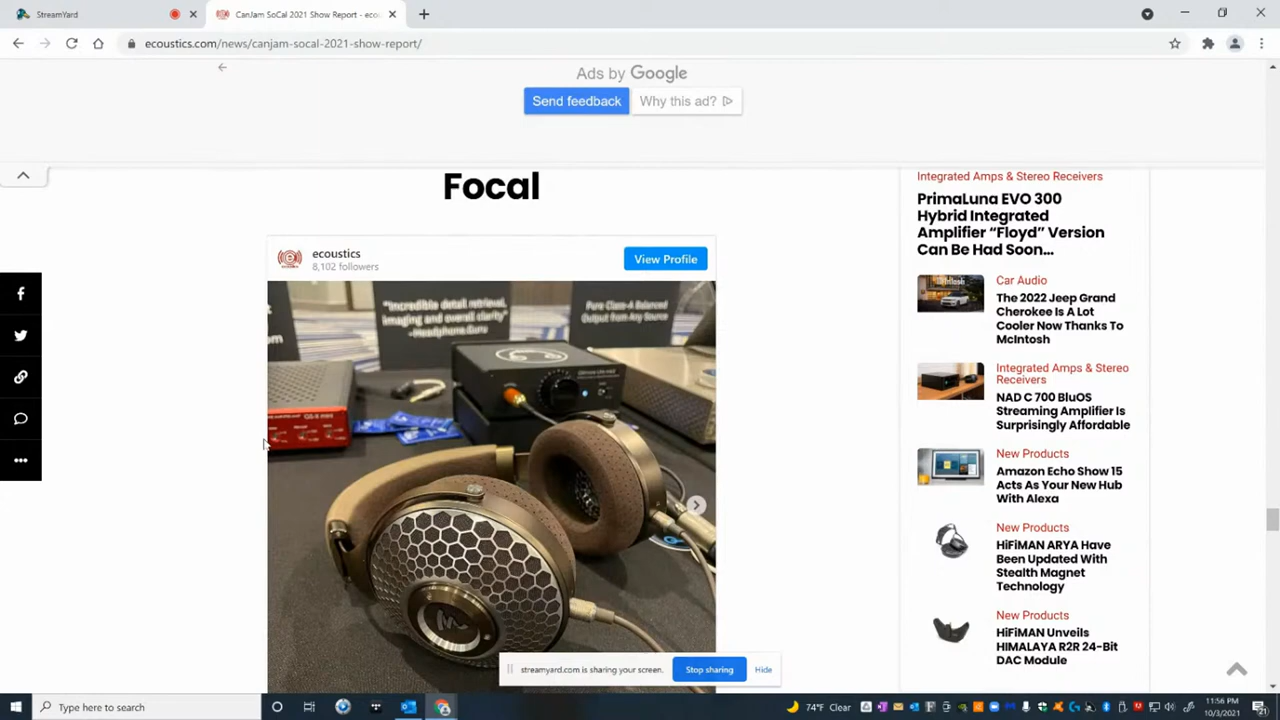 StreamYard
CanJam SoCal 2021 Show Report - eco
ecoustics.com/news/canjam-socal-2021-show-report/
Ads by Google
Send feedback
Why this ad?
Focal
ecoustics
8,102 followers
View Profile
"Incredible detail retrieval,
imaging and overall clarity"
-Headphone.Guru
Pure Class-A Balanced
Output from Any Source
Integrated Amps & Stereo Receivers
PrimaLuna EVO 300
Hybrid Integrated
Amplifier “Floyd” Version
Can Be Had Soon...
Car Audio
The 2022 Jeep Grand
Cherokee Is A Lot
Cooler Now Thanks To
McIntosh
Integrated Amps & Stereo
Receivers
NAD C 700 BluOS
Streaming Amplifier Is
Surprisingly Affordable
New Products
Amazon Echo Show 15
Acts As Your New Hub
With Alexa
New Products
HiFiMAN ARYA Have
Been Updated With
Stealth Magnet
Technology
New Products
HiFiMAN Unveils
HIMALAYA R2R 24-Bit
DAC Module
streamyard.com is sharing your screen.
Stop sharing
Hide
Type here to search
74°F Clear
11:56 PM
10/3/2021
21